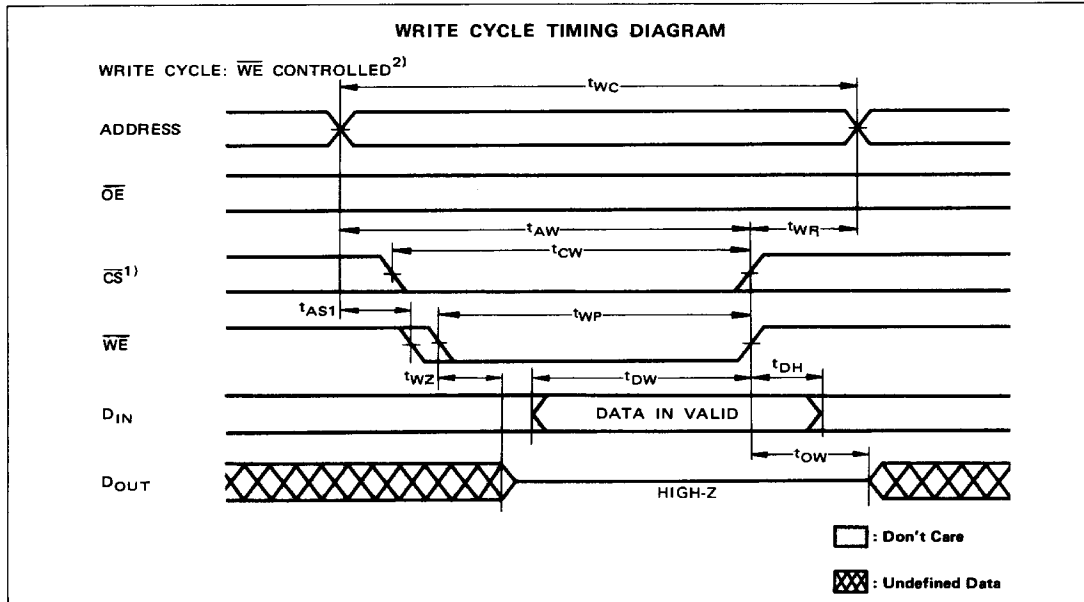 WRITE CYCLE TIMING DIAGRAM
WRITE CYCLE: WE CONTROLLED2)
tWC
ADDRESS
OE
tAW
tWR
tCW
CS1)
tAS1
tWP
WE
tDH
tWZ
tDW
DIN
DATA IN VALID
tOW
DOUT
HIGH-Z
: Don't Care
: Undefined Data